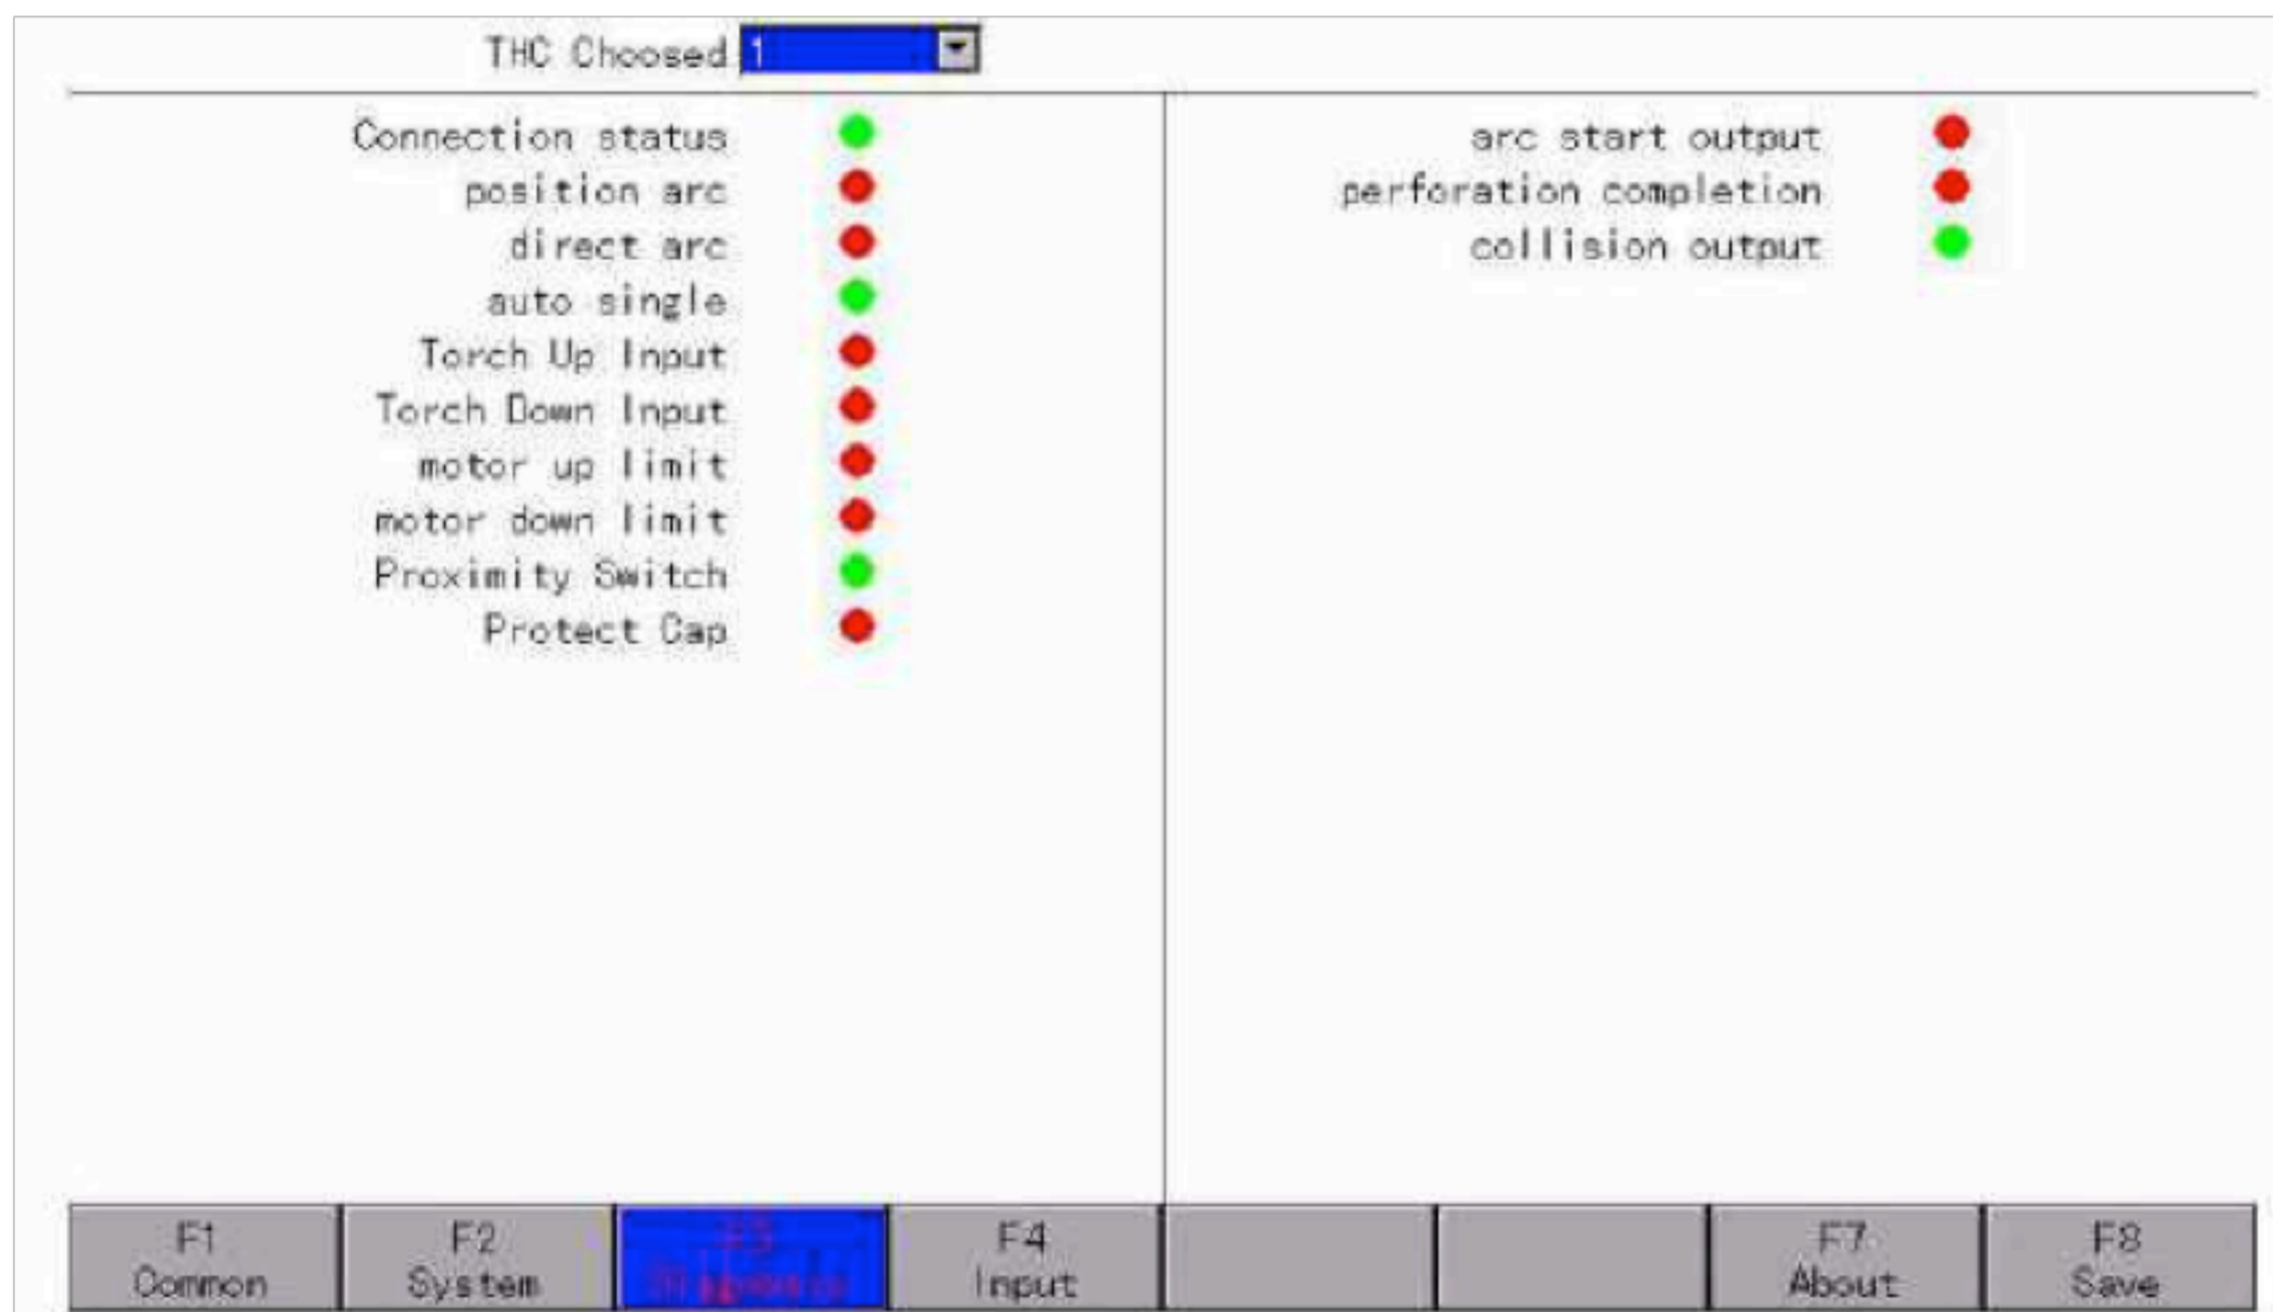 THC Choosed 1
Connection status
position arc
direct arc
auto single
Torch Up Input
Torch Down Input
motor up limit
motor down limit
Proximity Switch
Protect Cap
arc start output
perforation completion
collision output
F1
Common
F2
System
F3
F4
Input
F7
About
F8
Save